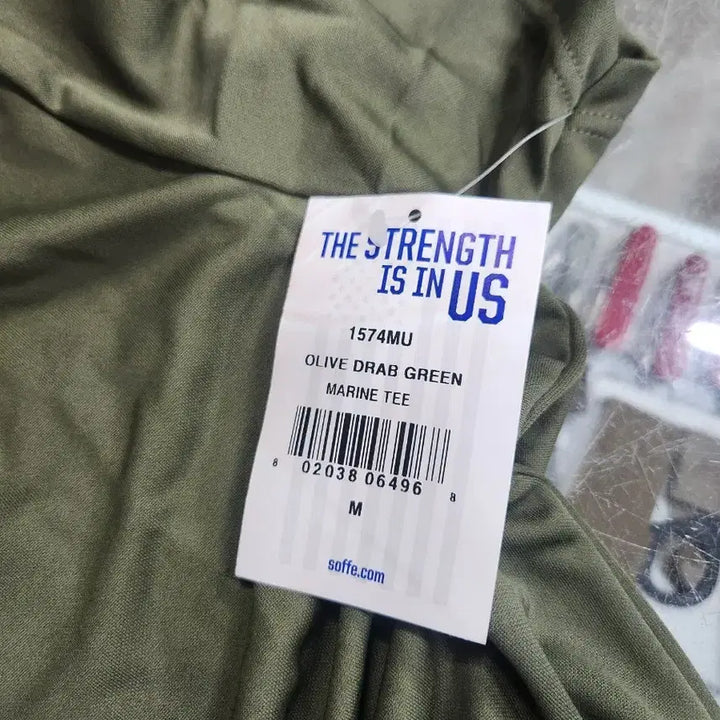 THE STRENGTH
IS IN US
1574MU
OLIVE DRAB GREEN
MARINE TEE
8 02038 06496 8
M
soffe.com